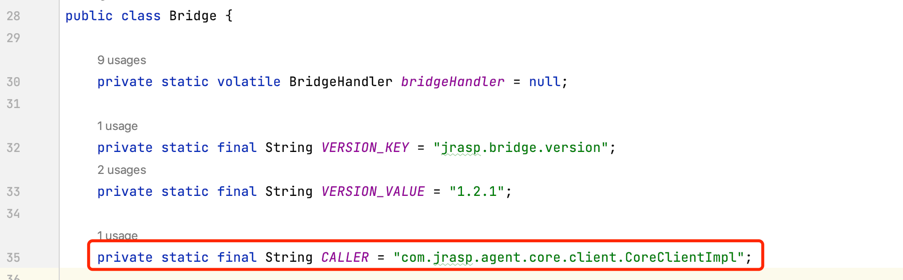 28 public class Bridge {
29
9 usages
30 private static volatile BridgeHandler bridgeHandler = null;
31
1 usage
32 private static final String VERSION_KEY = "jrasp.bridge.version";
2 usages
33 private static final String VERSION_VALUE = "1.2.1";
34
1 usage
35 private static final String CALLER = "com.jrasp.agent.core.client.CoreClientImpl";
36